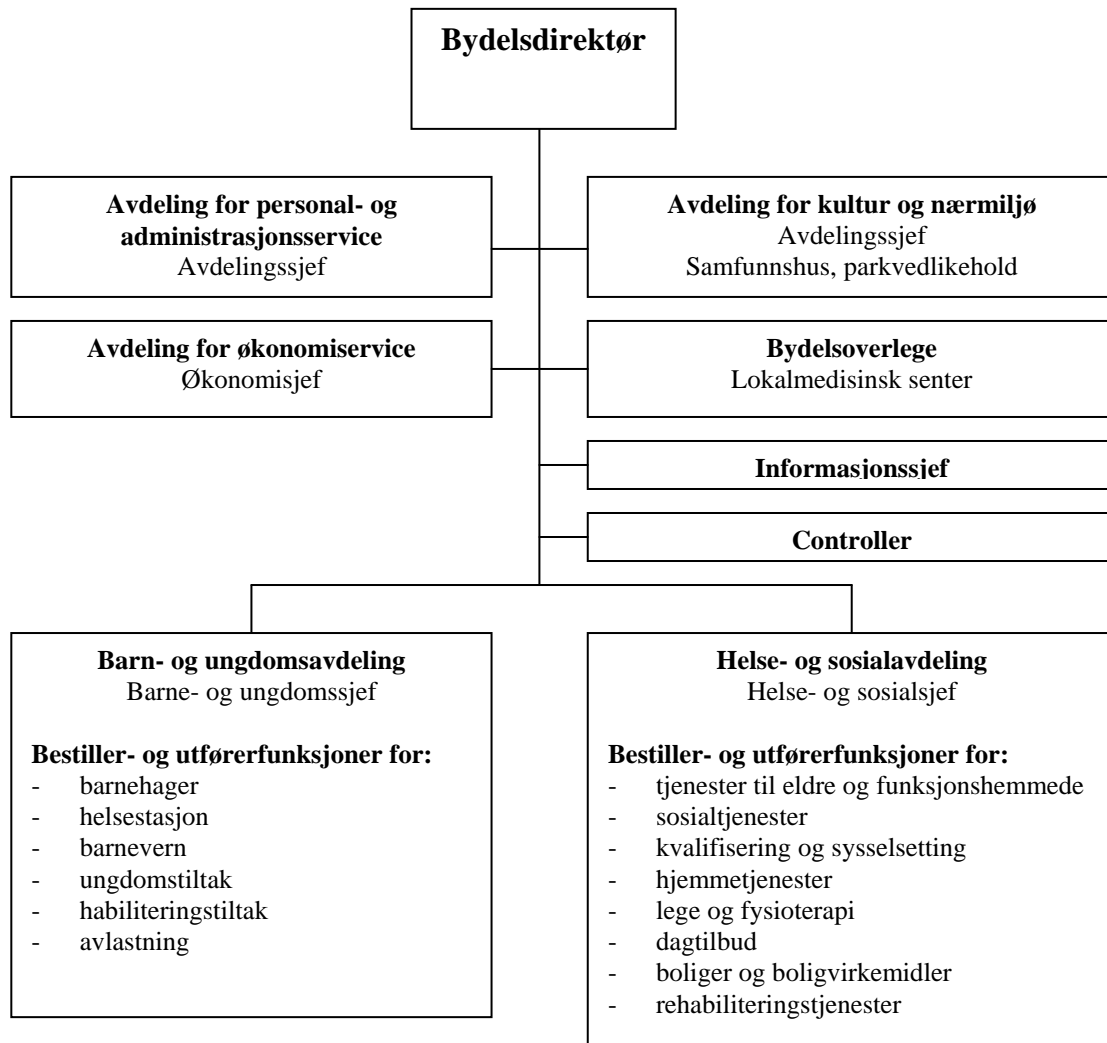 Bydelsdirektør
Avdeling for personal- og
administrasjonsservice
Avdelingssjef
Avdeling for kultur og nærmiljø
Avdelingssjef
Samfunnshus, parkvedlikehold
Avdeling for økonomiservice
Økonomisjef
Bydelsoverlege
Lokalmedisinsk senter
Informasjonssjef
Controller
Barn- og ungdomsavdeling
Barne- og ungdomssjef
Bestiller- og utførerfunksjoner for:
- barnehager
- helsestasjon
- barnevern
- ungdomstiltak
- habiliteringstiltak
- avlastning
Helse- og sosialavdeling
Helse- og sosialsjef
Bestiller- og utførerfunksjoner for:
- tjenester til eldre og funksjonshemmede
- sosialtjenester
- kvalifisering og sysselsetting
- hjemmetjenester
- lege og fysioterapi
- dagtilbud
- boliger og boligvirkemidler
- rehabiliteringstjenester